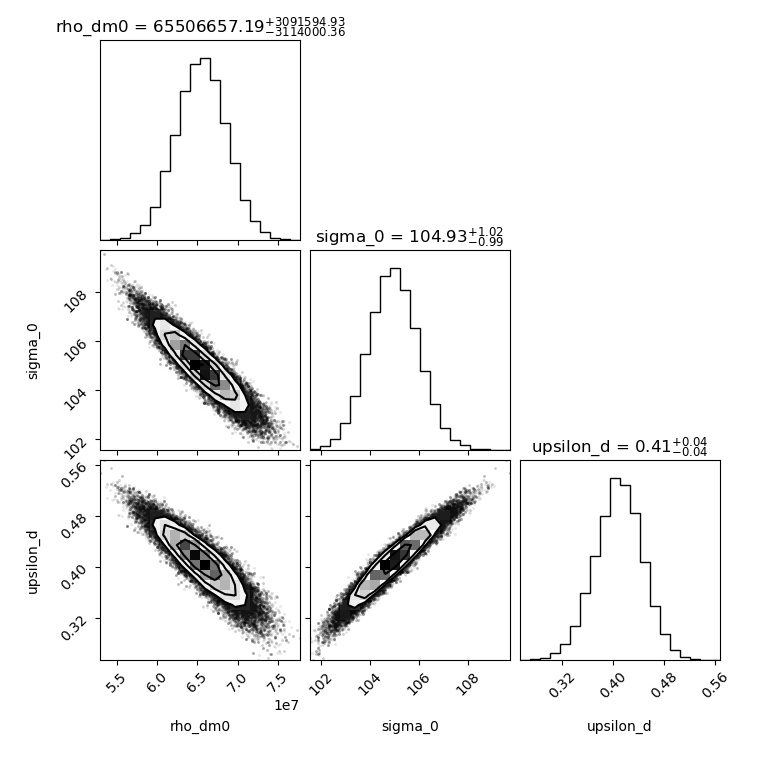 rho_dm0 = 65506657.19+3091594.93−3114000.36
sigma_0 = 104.93+1.02−0.99
108
106
104
102
sigma_0
upsilon_d = 0.41+0.04−0.04
0.56
0.48
0.40
0.32
upsilon_d
5.5 6.0 6.5 7.0 7.5 102 104 106 108 0.32 0.40 0.48 0.56
1e7
rho_dm0 sigma_0 upsilon_d